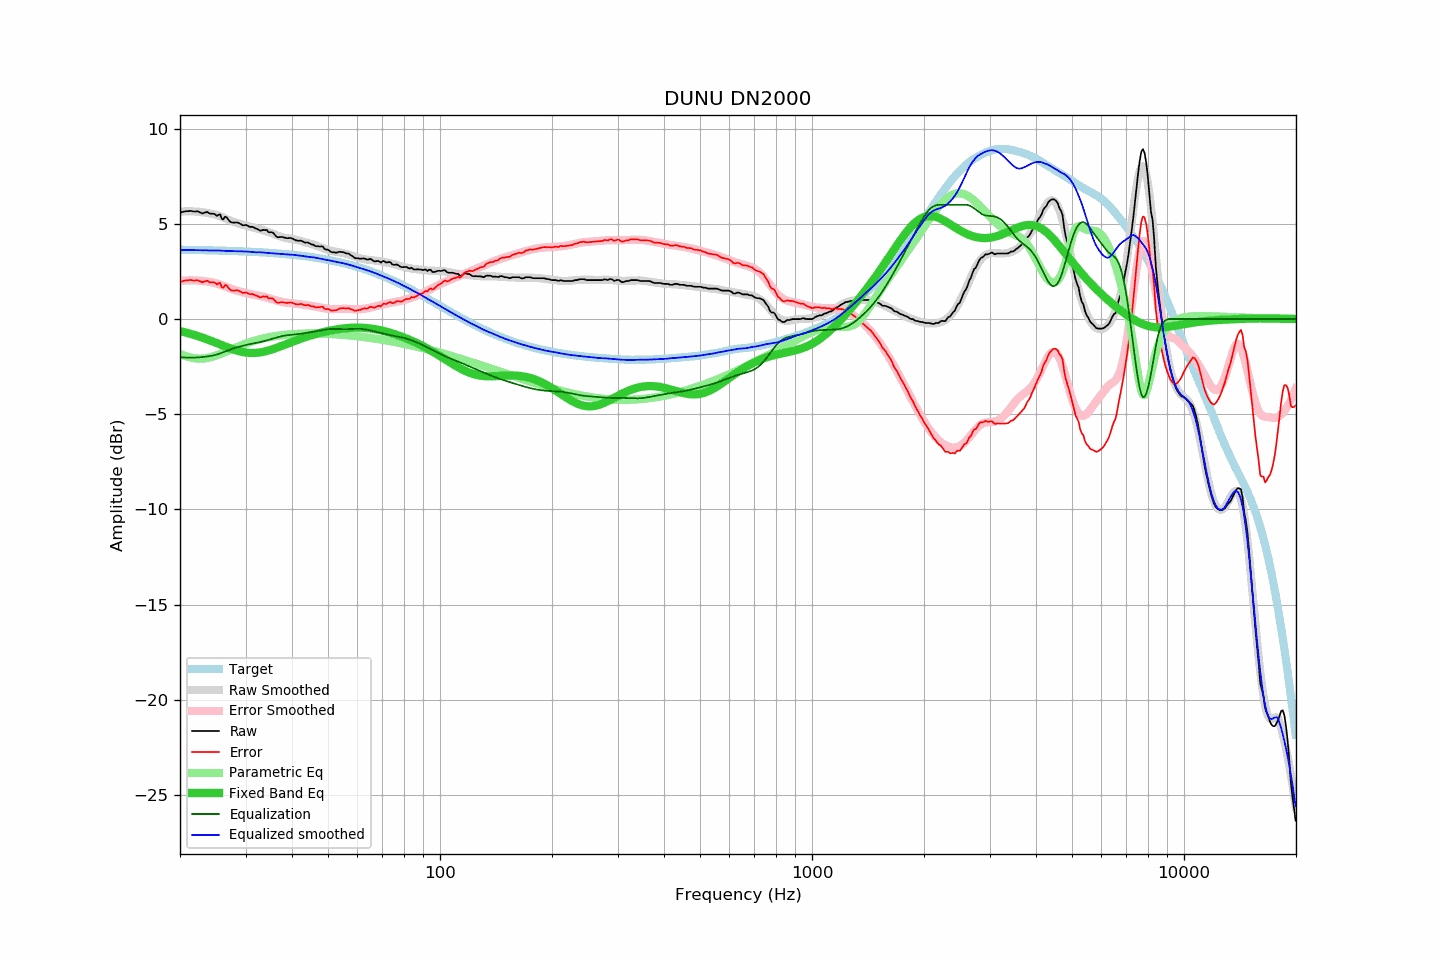 DUNU DN2000
10
5
0
−5
−10
−15
−20
−25
Amplitude (dBr)
Target
Raw Smoothed
Error Smoothed
Raw
Error
Parametric Eq
Fixed Band Eq
Equalization
Equalized smoothed
100
1000
10000
Frequency (Hz)